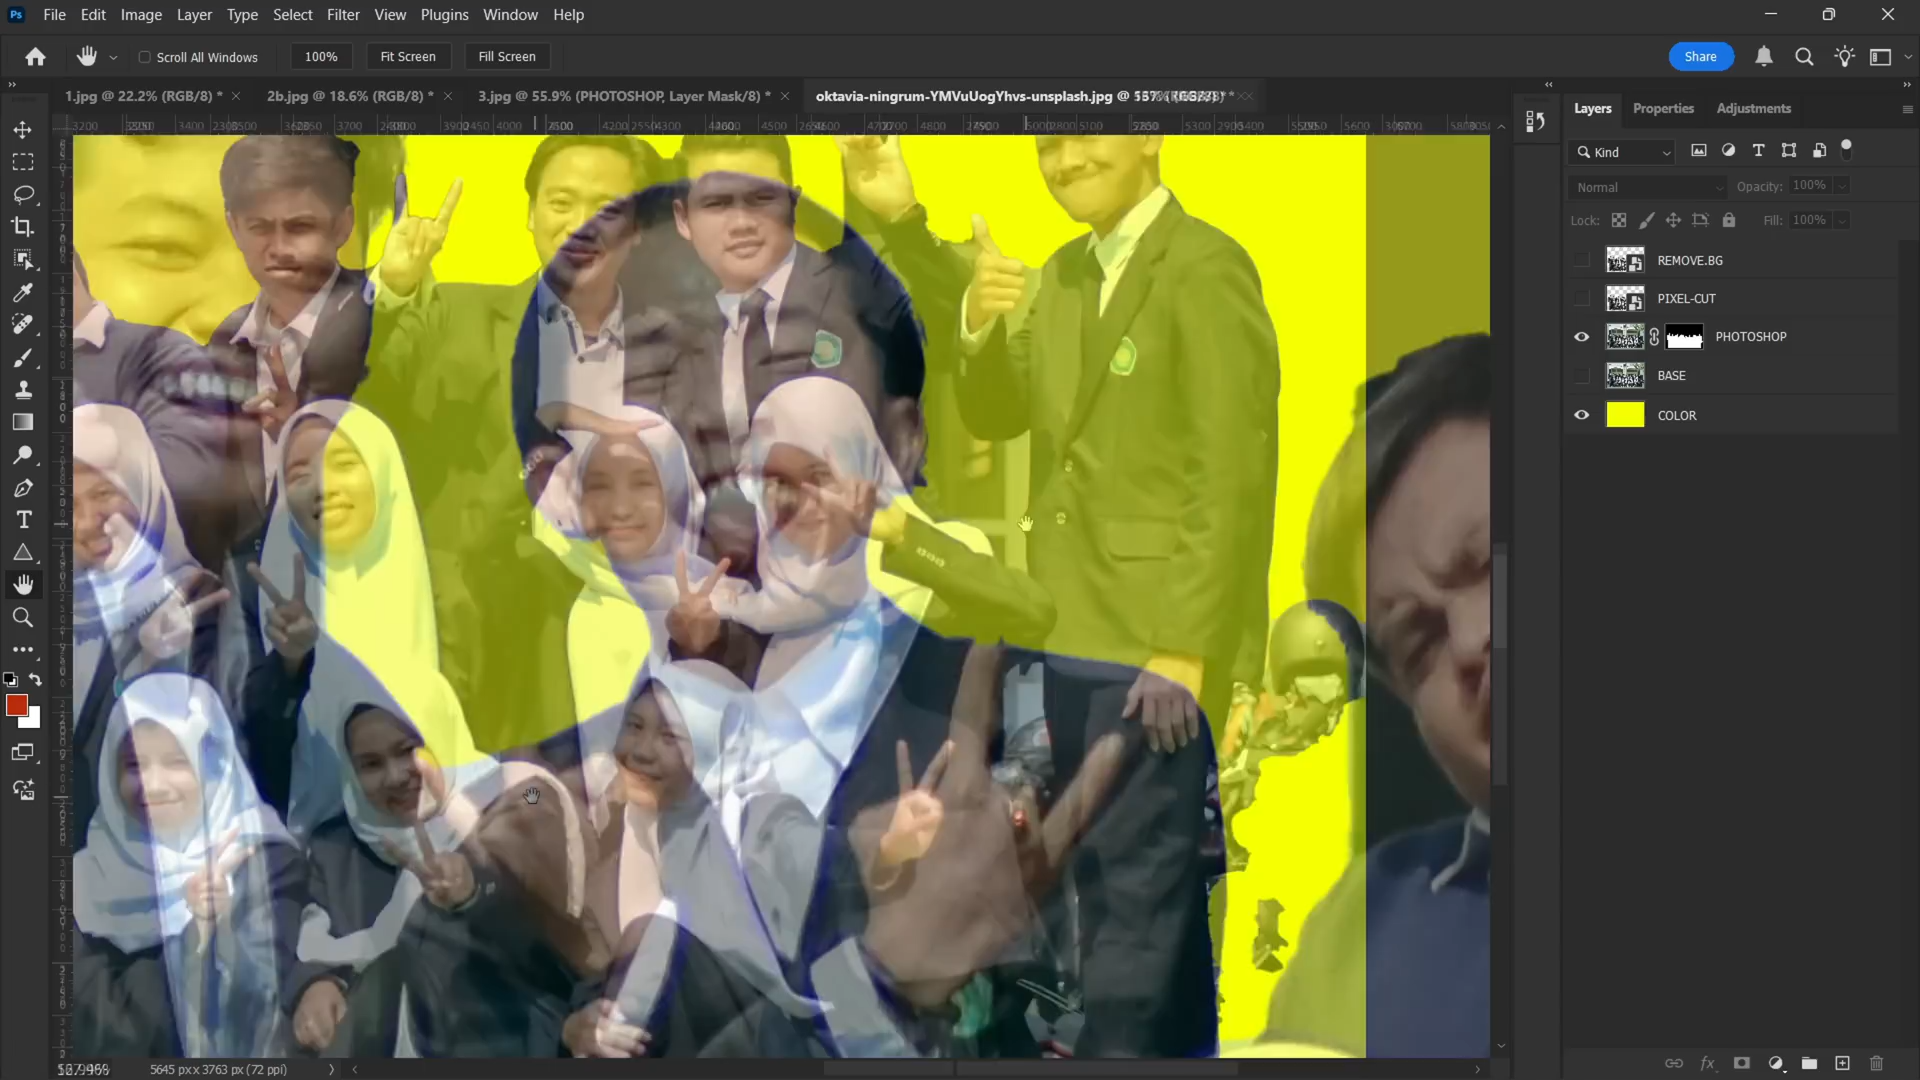 Ps File Edit Image Layer Type Select Filter View Plugins Window Help
Scroll All Windows 100% Fit Screen Fill Screen Share
1.jpg @ 22.2% (RGB/8) * 2b.jpg @ 18.6% (RGB/8) * 3.jpg @ 55.9% (PHOTOSHOP, Layer Mask/8) * oktavia-ningrum-YMVuUogYhvs-unsplash.jpg @
Layers Properties Adjustments
Kind
Normal Opacity: 100%
Lock: Fill: 100%
REMOVE.BG
PIXEL-CUT
PHOTOSHOP
BASE
COLOR
5645 px x 3763 px (72 ppi)